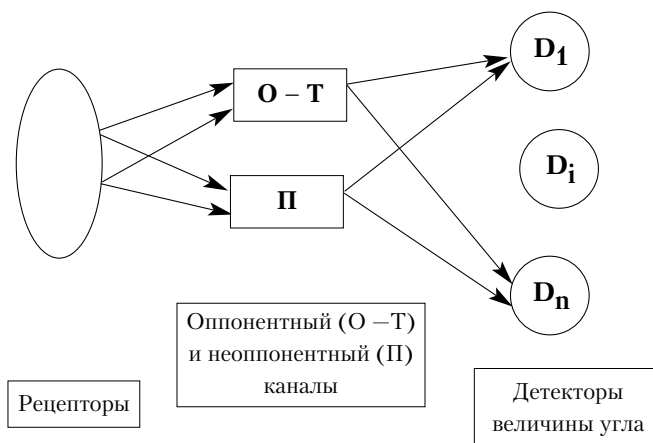 О – Т
D1
Di
П
Dn
Оппонентный (О –Т)
и неоппонентный (П)
каналы
Рецепторы
Детекторы
величины угла